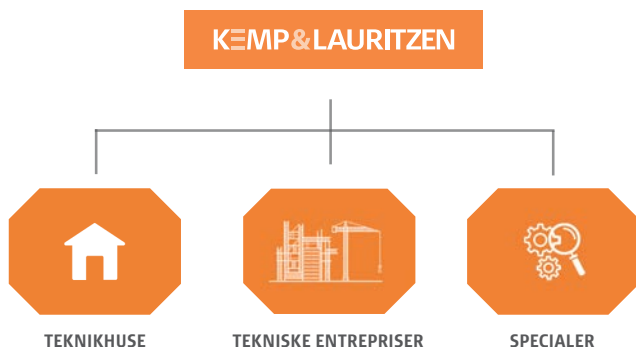 KEMP&LAURITZEN
TEKNIKHUSE
TEKNISKE ENTREPRISER
SPECIALER